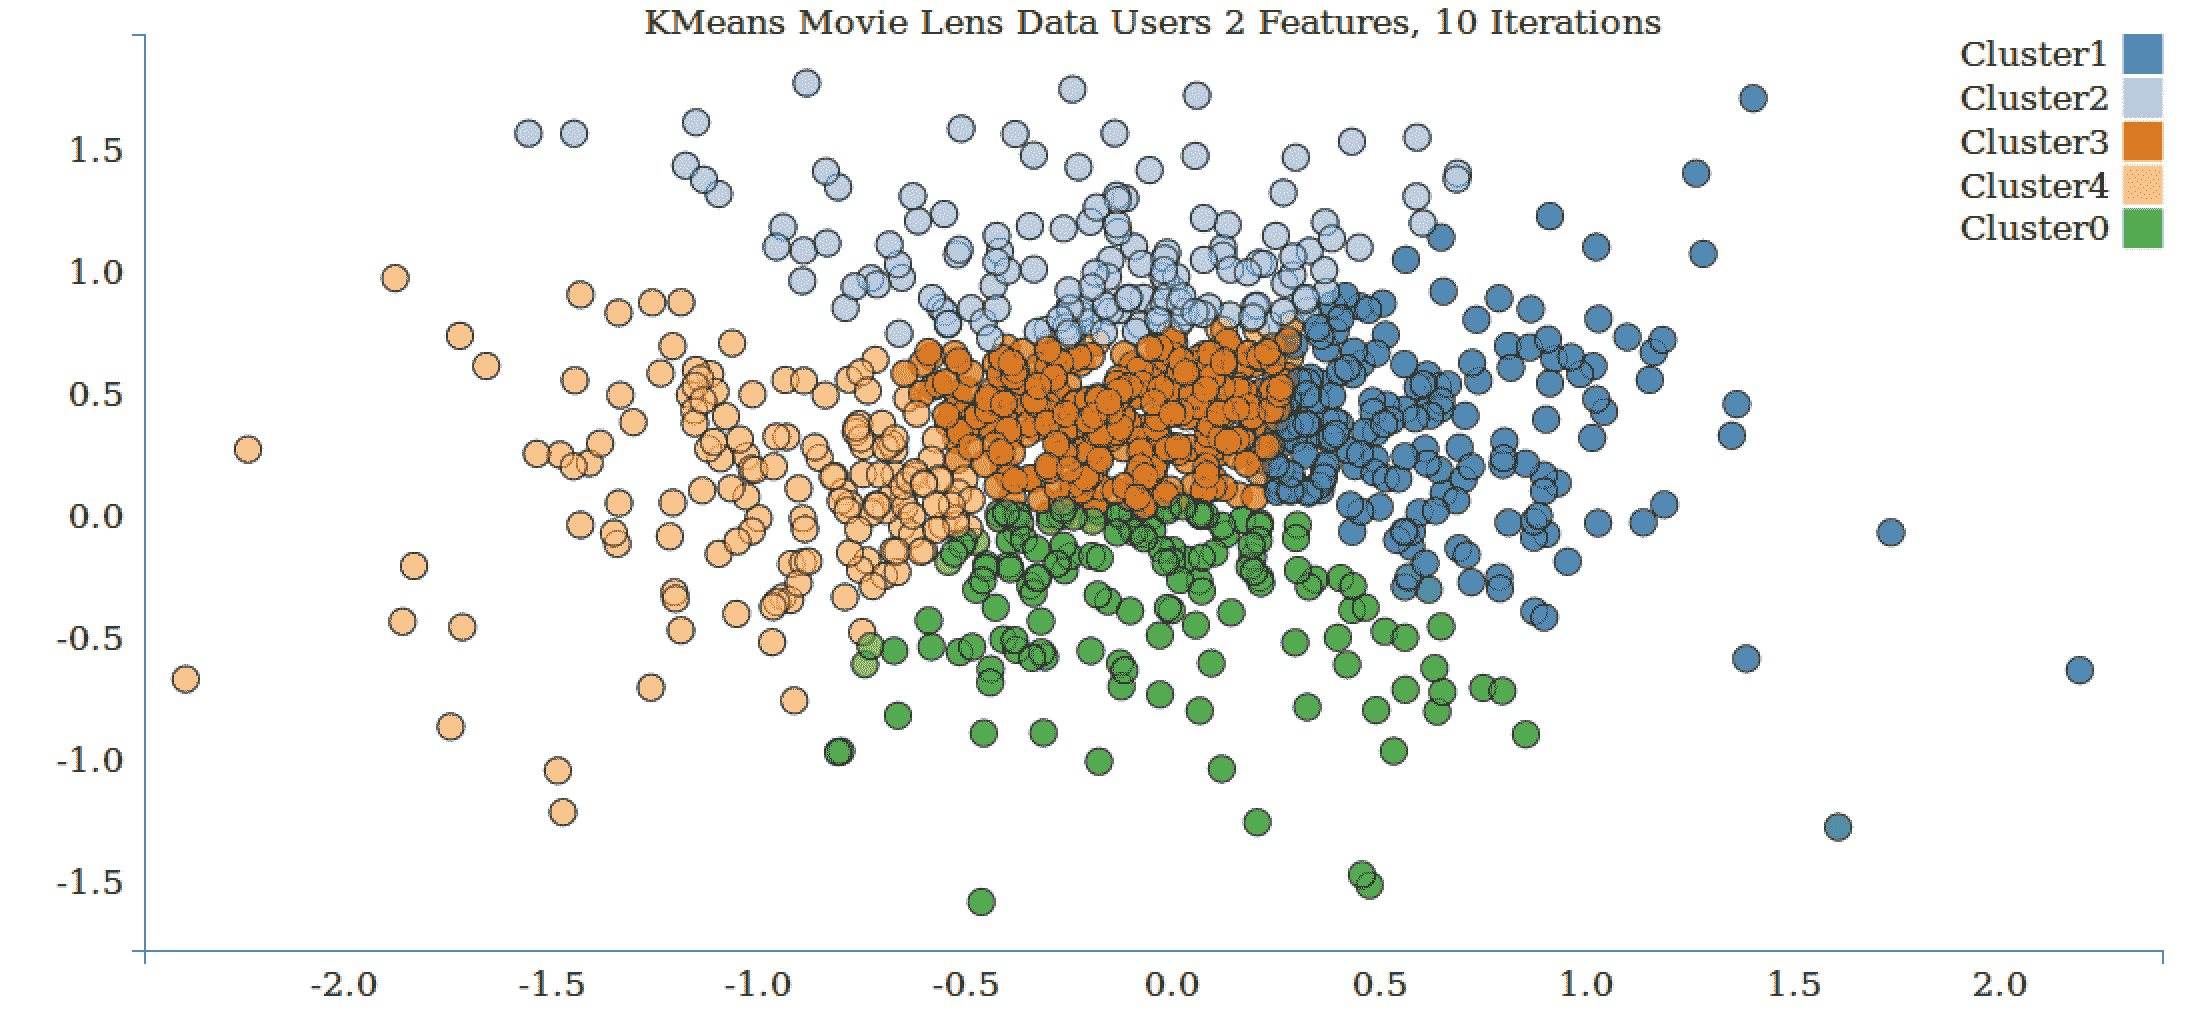 KMeans Movie Lens Data Users 2 Features, 10 Iterations
Cluster1
Cluster2
Cluster3
Cluster4
Cluster0
1.5
1.0
0.5
0.0
-0.5
-1.0
-1.5
-2.0 -1.5 -1.0 -0.5 0.0 0.5 1.0 1.5 2.0